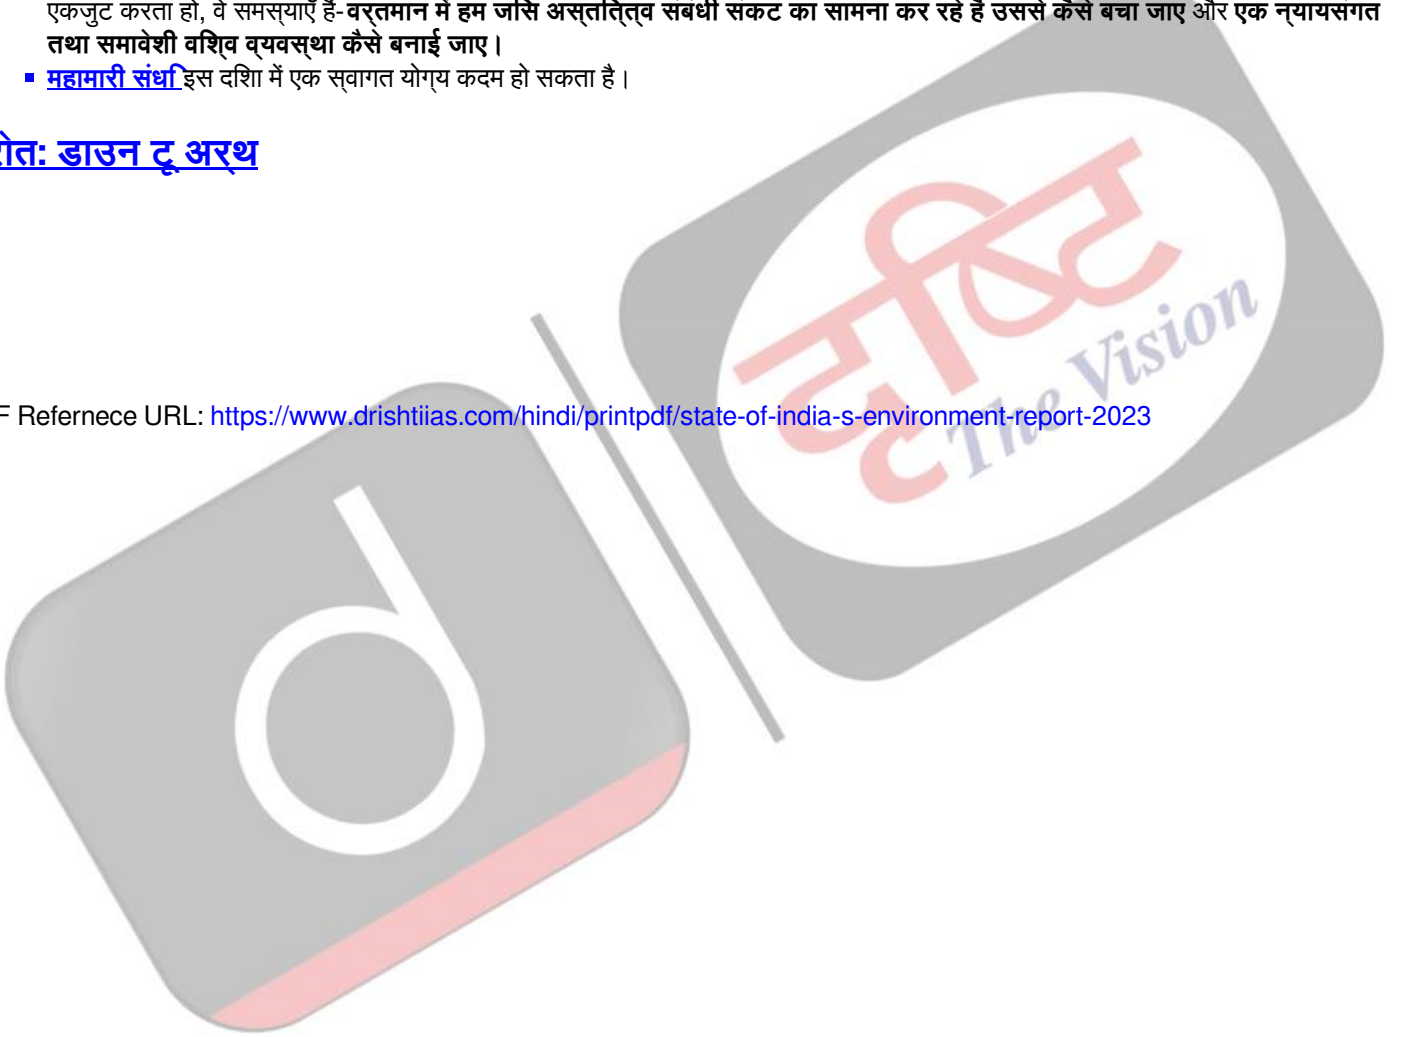 एकजुट करता हो, वे समस्याएँ हैं- वर्तमान में हम जिस अस्तित्त्व संबंधी संकट का सामना कर रहे हैं उससे कैसे बचा जाए और एक न्यायसंगत
तथा समावेशी विश्व व्यवस्था कैसे बनाई जाए।
महामारी संधि इस दिशा में एक स्वागत योग्य कदम हो सकता है।
रोत: डाउन टू अर्थ
दृष्टि
The Vision
F Refernece URL: https://www.drishtiias.com/hindi/printpdf/state-of-india-s-environment-report-2023
d